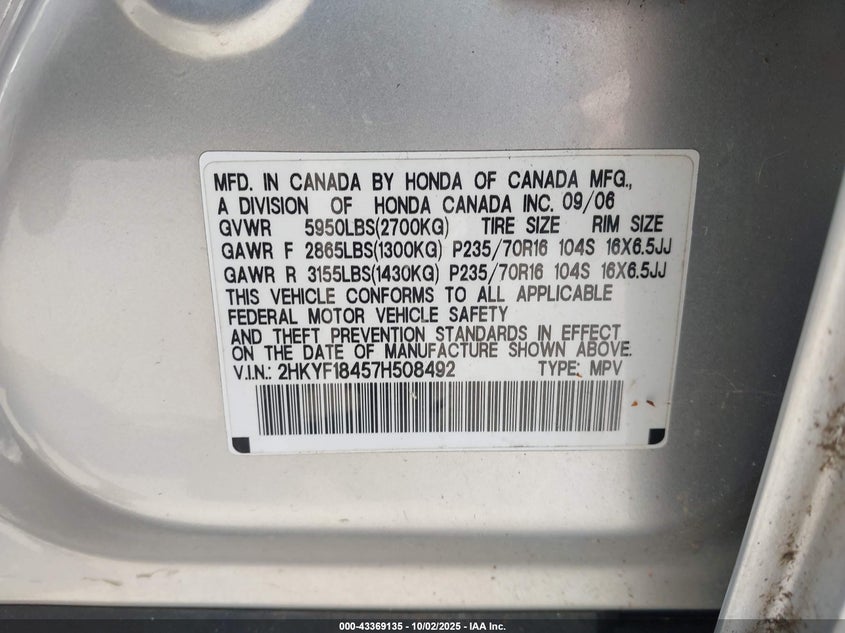 MFD. IN CANADA BY HONDA OF CANADA MFG.,
A DIVISION OF HONDA CANADA INC. 09/06
GVWR 5950LBS(2700KG) TIRE SIZE RIM SIZE
GAWR F 2865LBS(1300KG) P235/70R16 104S 16X6.5JJ
GAWR R 3155LBS(1430KG) P235/70R16 104S 16X6.5JJ
THIS VEHICLE CONFORMS TO ALL APPLICABLE
FEDERAL MOTOR VEHICLE SAFETY
AND THEFT PREVENTION STANDARDS IN EFFECT
ON THE DATE OF MANUFACTURE SHOWN ABOVE.
V.I.N.: 2HKYF18457H508492 TYPE: MPV
000-43369135 - 10/02/2025 - IAA Inc.